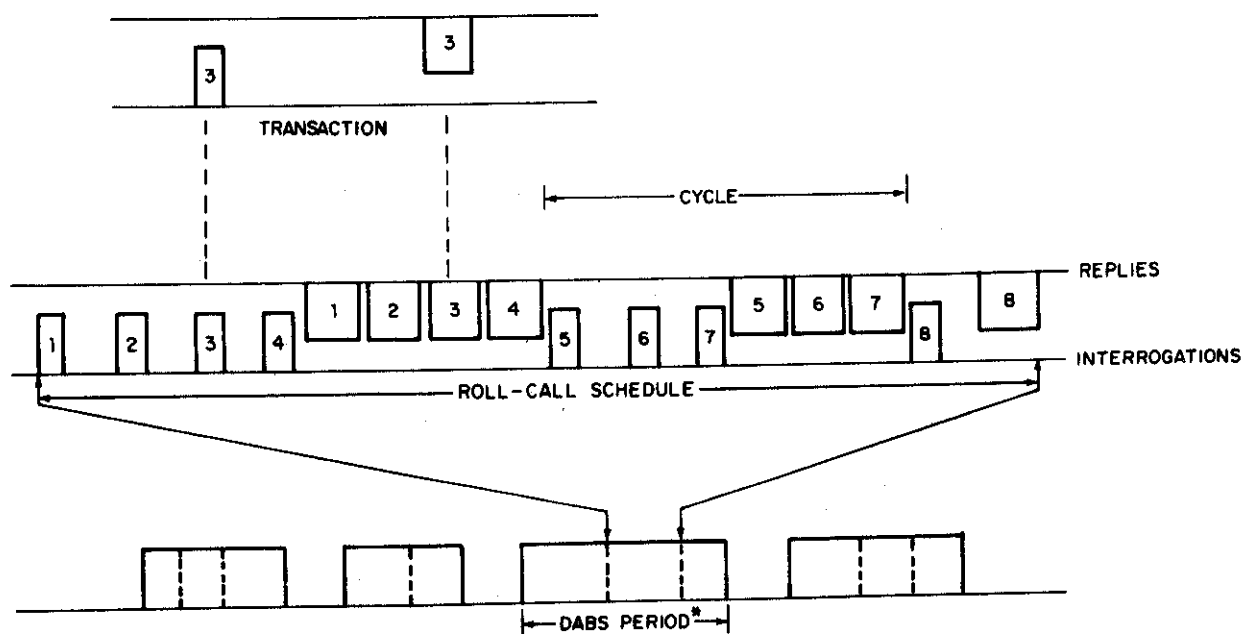 3
3
TRANSACTION
CYCLE
REPLIES
1 2 3 4 5 6 7 8
1 2 3 4 5 6 7 8
INTERROGATIONS
ROLL-CALL SCHEDULE
DABS PERIOD*